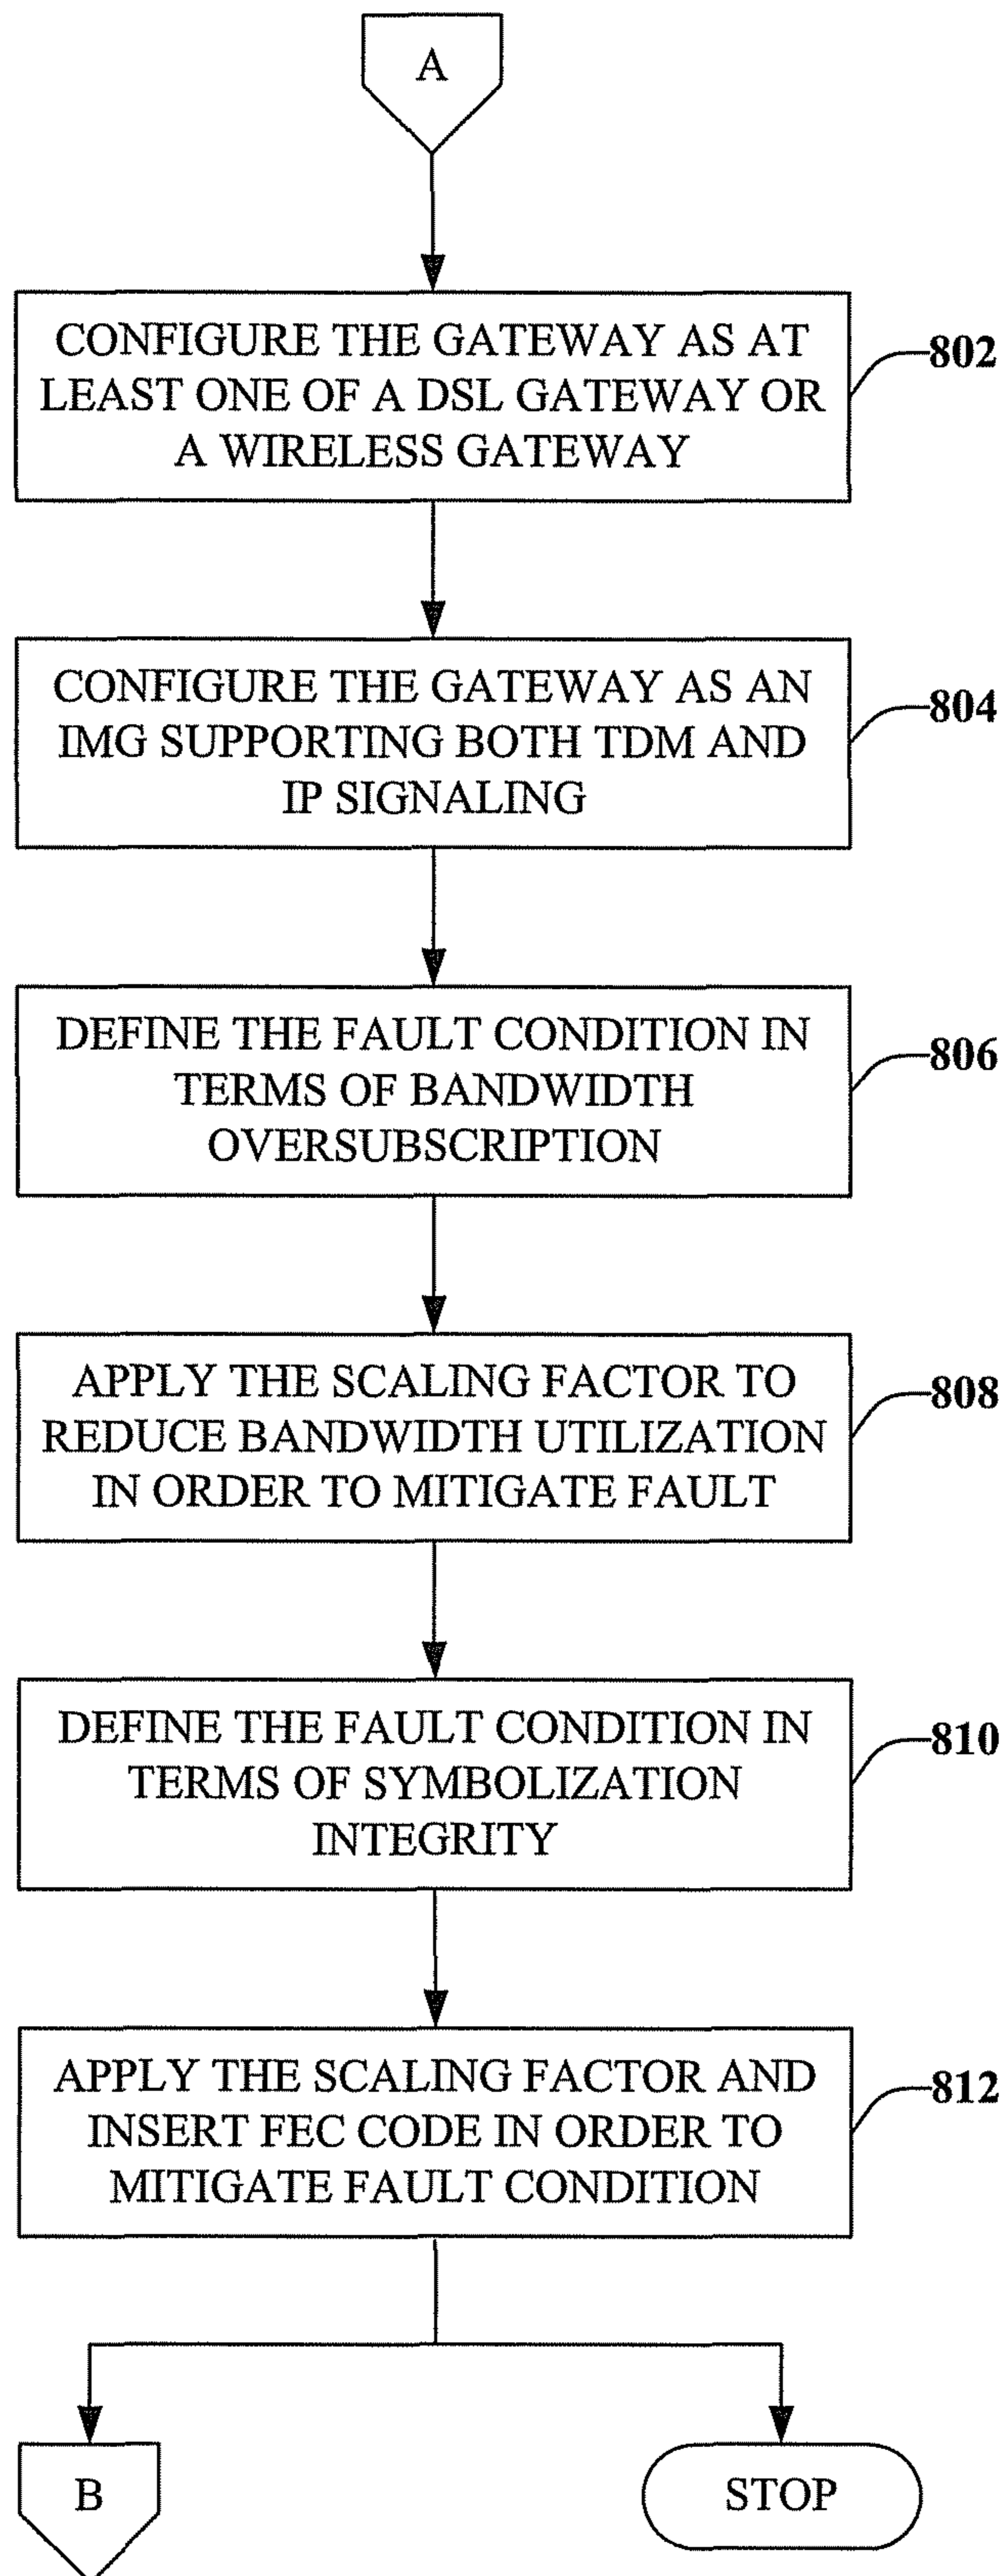 A
CONFIGURE THE GATEWAY AS AT
LEAST ONE OF A DSL GATEWAY OR
A WIRELESS GATEWAY
802
CONFIGURE THE GATEWAY AS AN
IMG SUPPORTING BOTH TDM AND
IP SIGNALING
804
DEFINE THE FAULT CONDITION IN
TERMS OF BANDWIDTH
OVERSUBSCRIPTION
806
APPLY THE SCALING FACTOR TO
REDUCE BANDWIDTH UTILIZATION
IN ORDER TO MITIGATE FAULT
808
DEFINE THE FAULT CONDITION IN
TERMS OF SYMBOLIZATION
INTEGRITY
810
APPLY THE SCALING FACTOR AND
INSERT FEC CODE IN ORDER TO
MITIGATE FAULT CONDITION
812
B
STOP